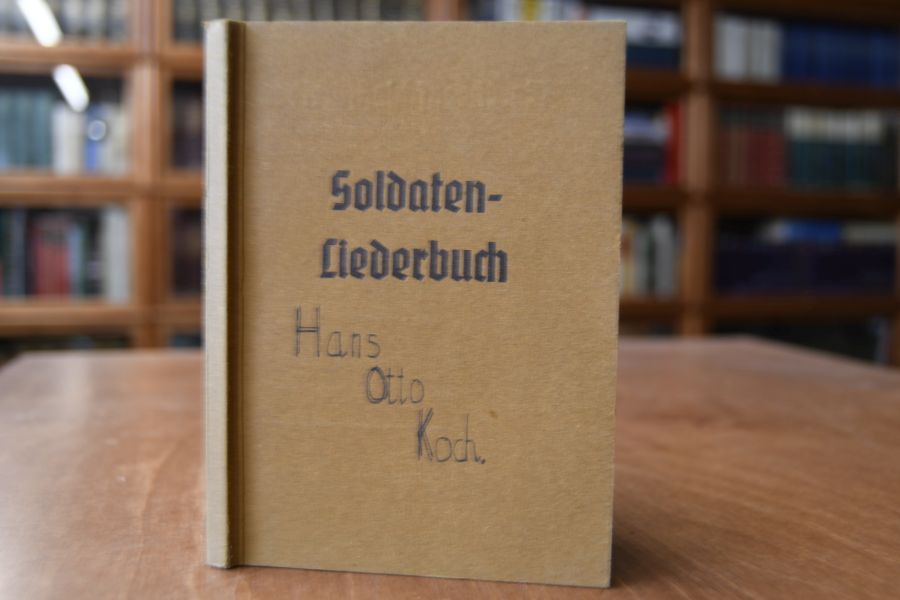 Soldaten-
Liederbuch
Hans
Otto
Koch.